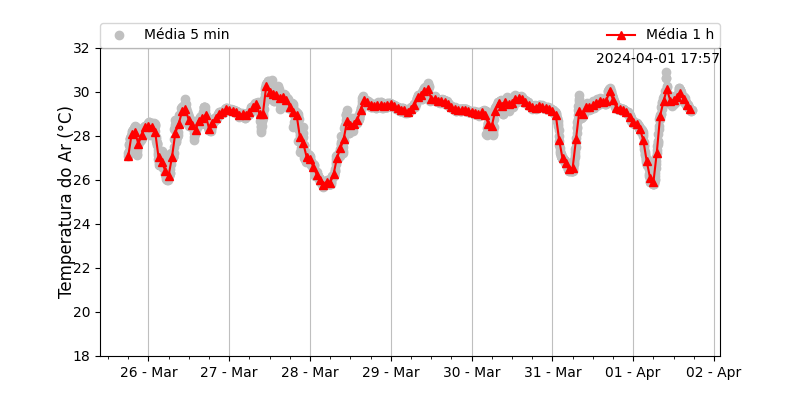 Média 5 min
Média 1 h
2024-04-01 17:57
Temperatura do Ar (°C)
32
30
28
26
24
22
20
18
26 - Mar
27 - Mar
28 - Mar
29 - Mar
30 - Mar
31 - Mar
01 - Apr
02 - Apr